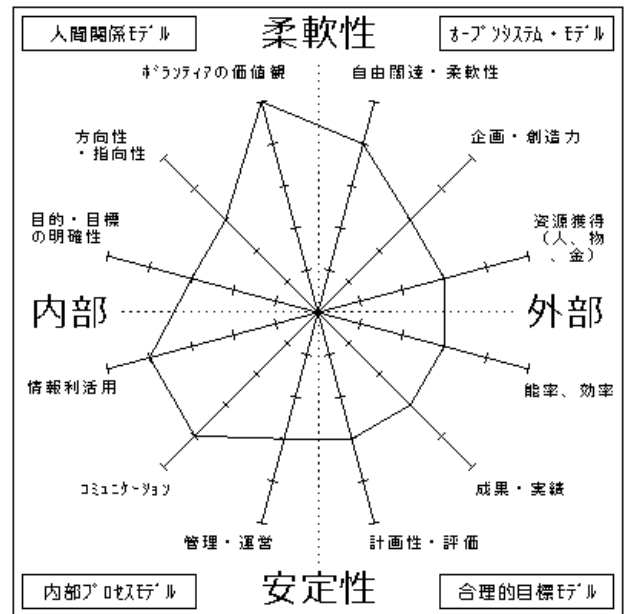 人間関係ﾓﾃﾞﾙ
柔軟性
ｵｰﾌﾟﾝｼｽﾃﾑ・ﾓﾃﾞﾙ
ﾎﾞﾗﾝﾃｨｱの価値観
自由闊達・柔軟性
方向性
・指向性
企画・創造力
目的・目標
の明確性
資源獲得
（人、物
、金）
内部
外部
情報利活用
能率、効率
ｺﾐｭﾆｹｰｼｮﾝ
成果・実績
管理・運営
計画性・評価
内部ﾌﾟﾛｾｽﾓﾃﾞﾙ
安定性
合理的目標ﾓﾃﾞﾙ